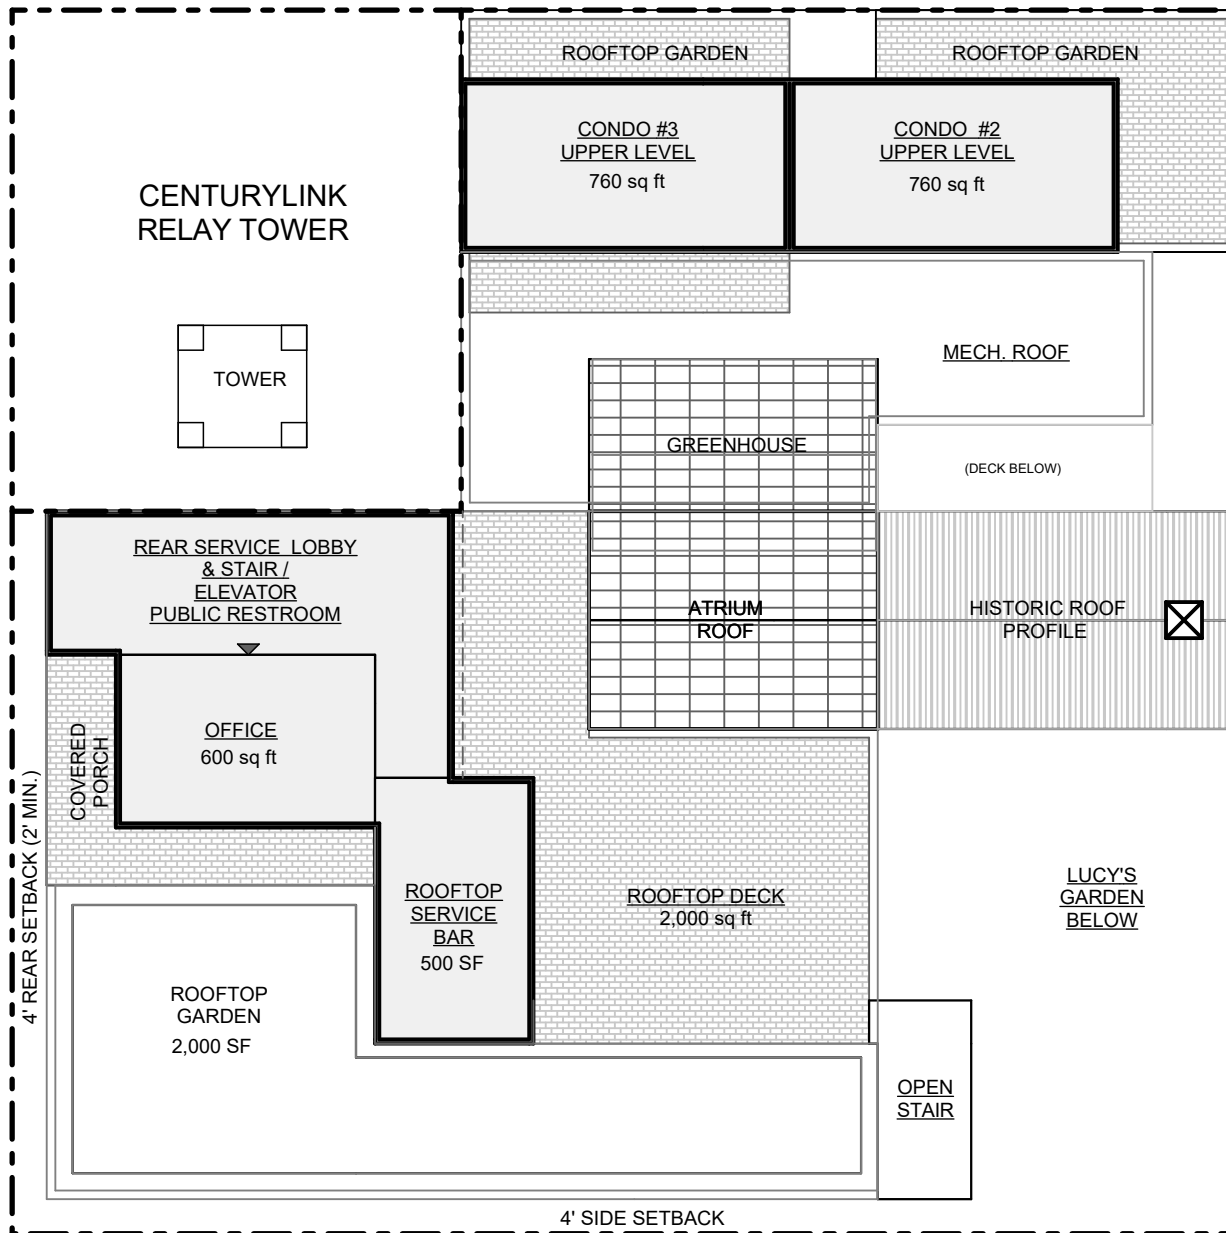 ROOFTOP GARDEN
ROOFTOP GARDEN
CONDO #3
UPPER LEVEL
760 sq ft
CONDO #2
UPPER LEVEL
760 sq ft
CENTURYLINK
RELAY TOWER
TOWER
MECH. ROOF
GREENHOUSE
(DECK BELOW)
REAR SERVICE LOBBY
& STAIR /
ELEVATOR
PUBLIC RESTROOM
ATRIUM
ROOF
HISTORIC ROOF
PROFILE
OFFICE
600 sq ft
COVERED
PORCH
4' REAR SETBACK (2' MIN.)
ROOFTOP
SERVICE
BAR
500 SF
ROOFTOP DECK
2,000 sq ft
LUCY'S
GARDEN
BELOW
ROOFTOP
GARDEN
2,000 SF
OPEN
STAIR
4' SIDE SETBACK